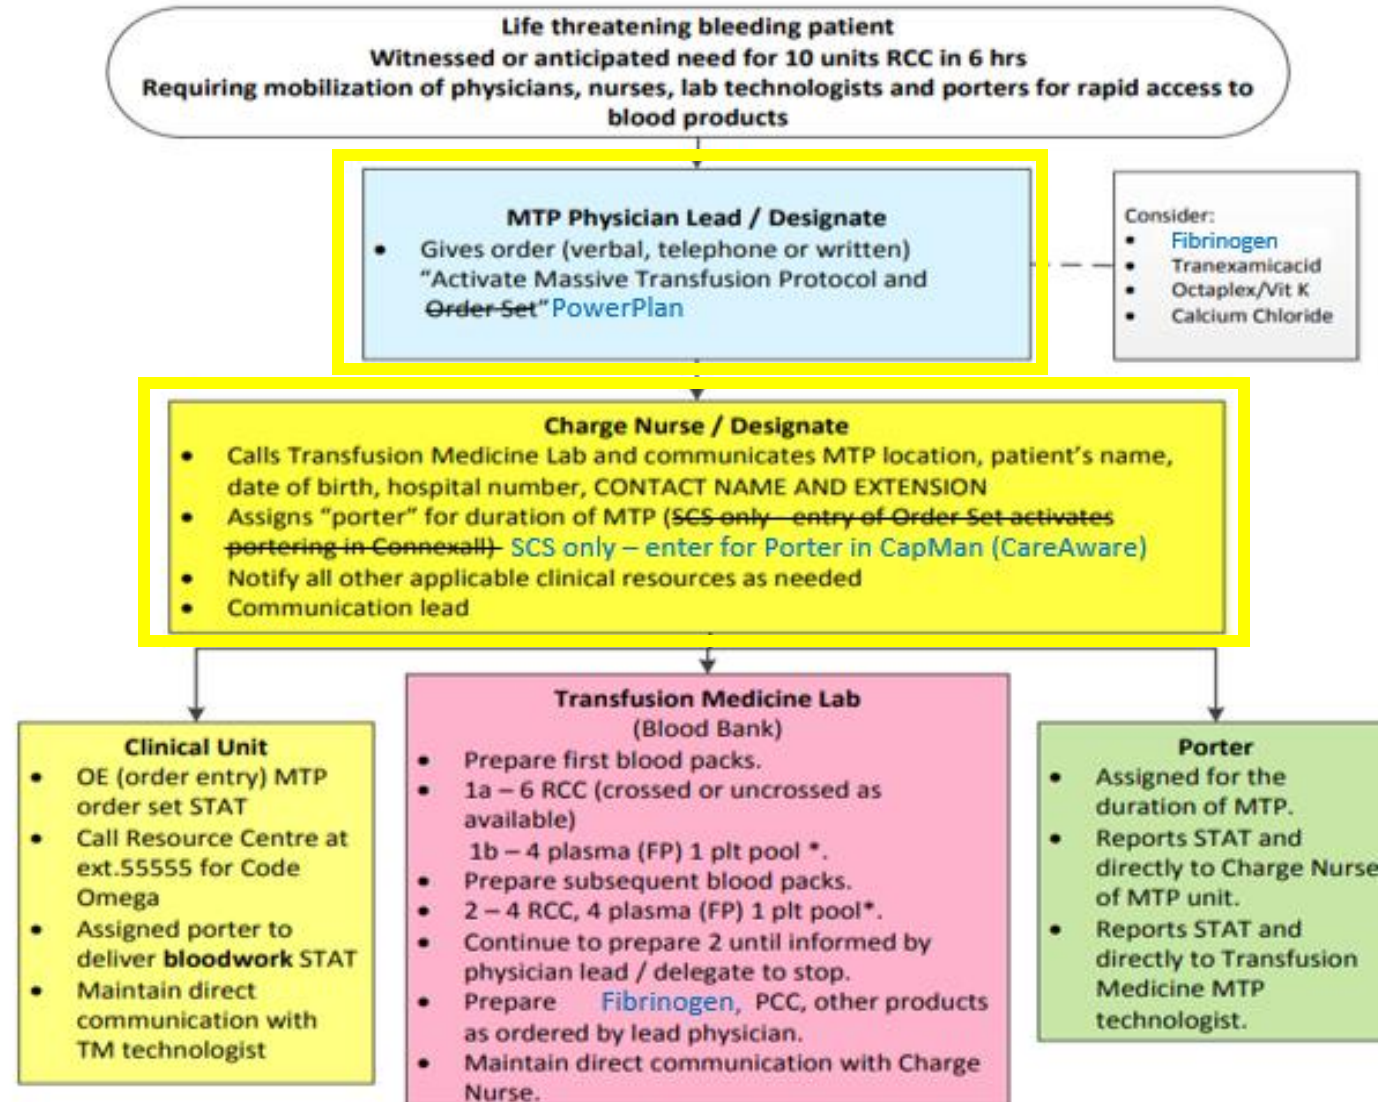 Life threatening bleeding patient
Witnessed or anticipated need for 10 units RCC in 6 hrs
Requiring mobilization of physicians, nurses, lab technologists and porters for rapid access to
blood products
MTP Physician Lead / Designate
• Gives order (verbal, telephone or written)
“Activate Massive Transfusion Protocol and
Order Set” PowerPlan
Consider:
• Fibrinogen
• Tranexamicacid
• Octaplex/Vit K
• Calcium Chloride
Charge Nurse / Designate
• Calls Transfusion Medicine Lab and communicates MTP location, patient’s name,
date of birth, hospital number, CONTACT NAME AND EXTENSION
• Assigns “porter” for duration of MTP (SCS only – entry of Order Set activates
portering in Connexall) SCS only – enter for Porter in CapMan (CareAware)
• Notify all other applicable clinical resources as needed
• Communication lead
Clinical Unit
• OE (order entry) MTP
order set STAT
• Call Resource Centre at
ext.55555 for Code
Omega
• Assigned porter to
deliver bloodwork STAT
• Maintain direct
communication with
TM technologist
Transfusion Medicine Lab
(Blood Bank)
• Prepare first blood packs.
• 1a – 6 RCC (crossed or uncrossed as
available)
1b – 4 plasma (FP) 1 plt pool *.
• Prepare subsequent blood packs.
• 2 – 4 RCC, 4 plasma (FP) 1 plt pool*.
• Continue to prepare 2 until informed by
physician lead / delegate to stop.
• Prepare Fibrinogen, PCC, other products
as ordered by lead physician.
• Maintain direct communication with Charge
Nurse.
Porter
• Assigned for the
duration of MTP.
• Reports STAT and
directly to Charge Nurse
of MTP unit.
• Reports STAT and
directly to Transfusion
Medicine MTP
technologist.